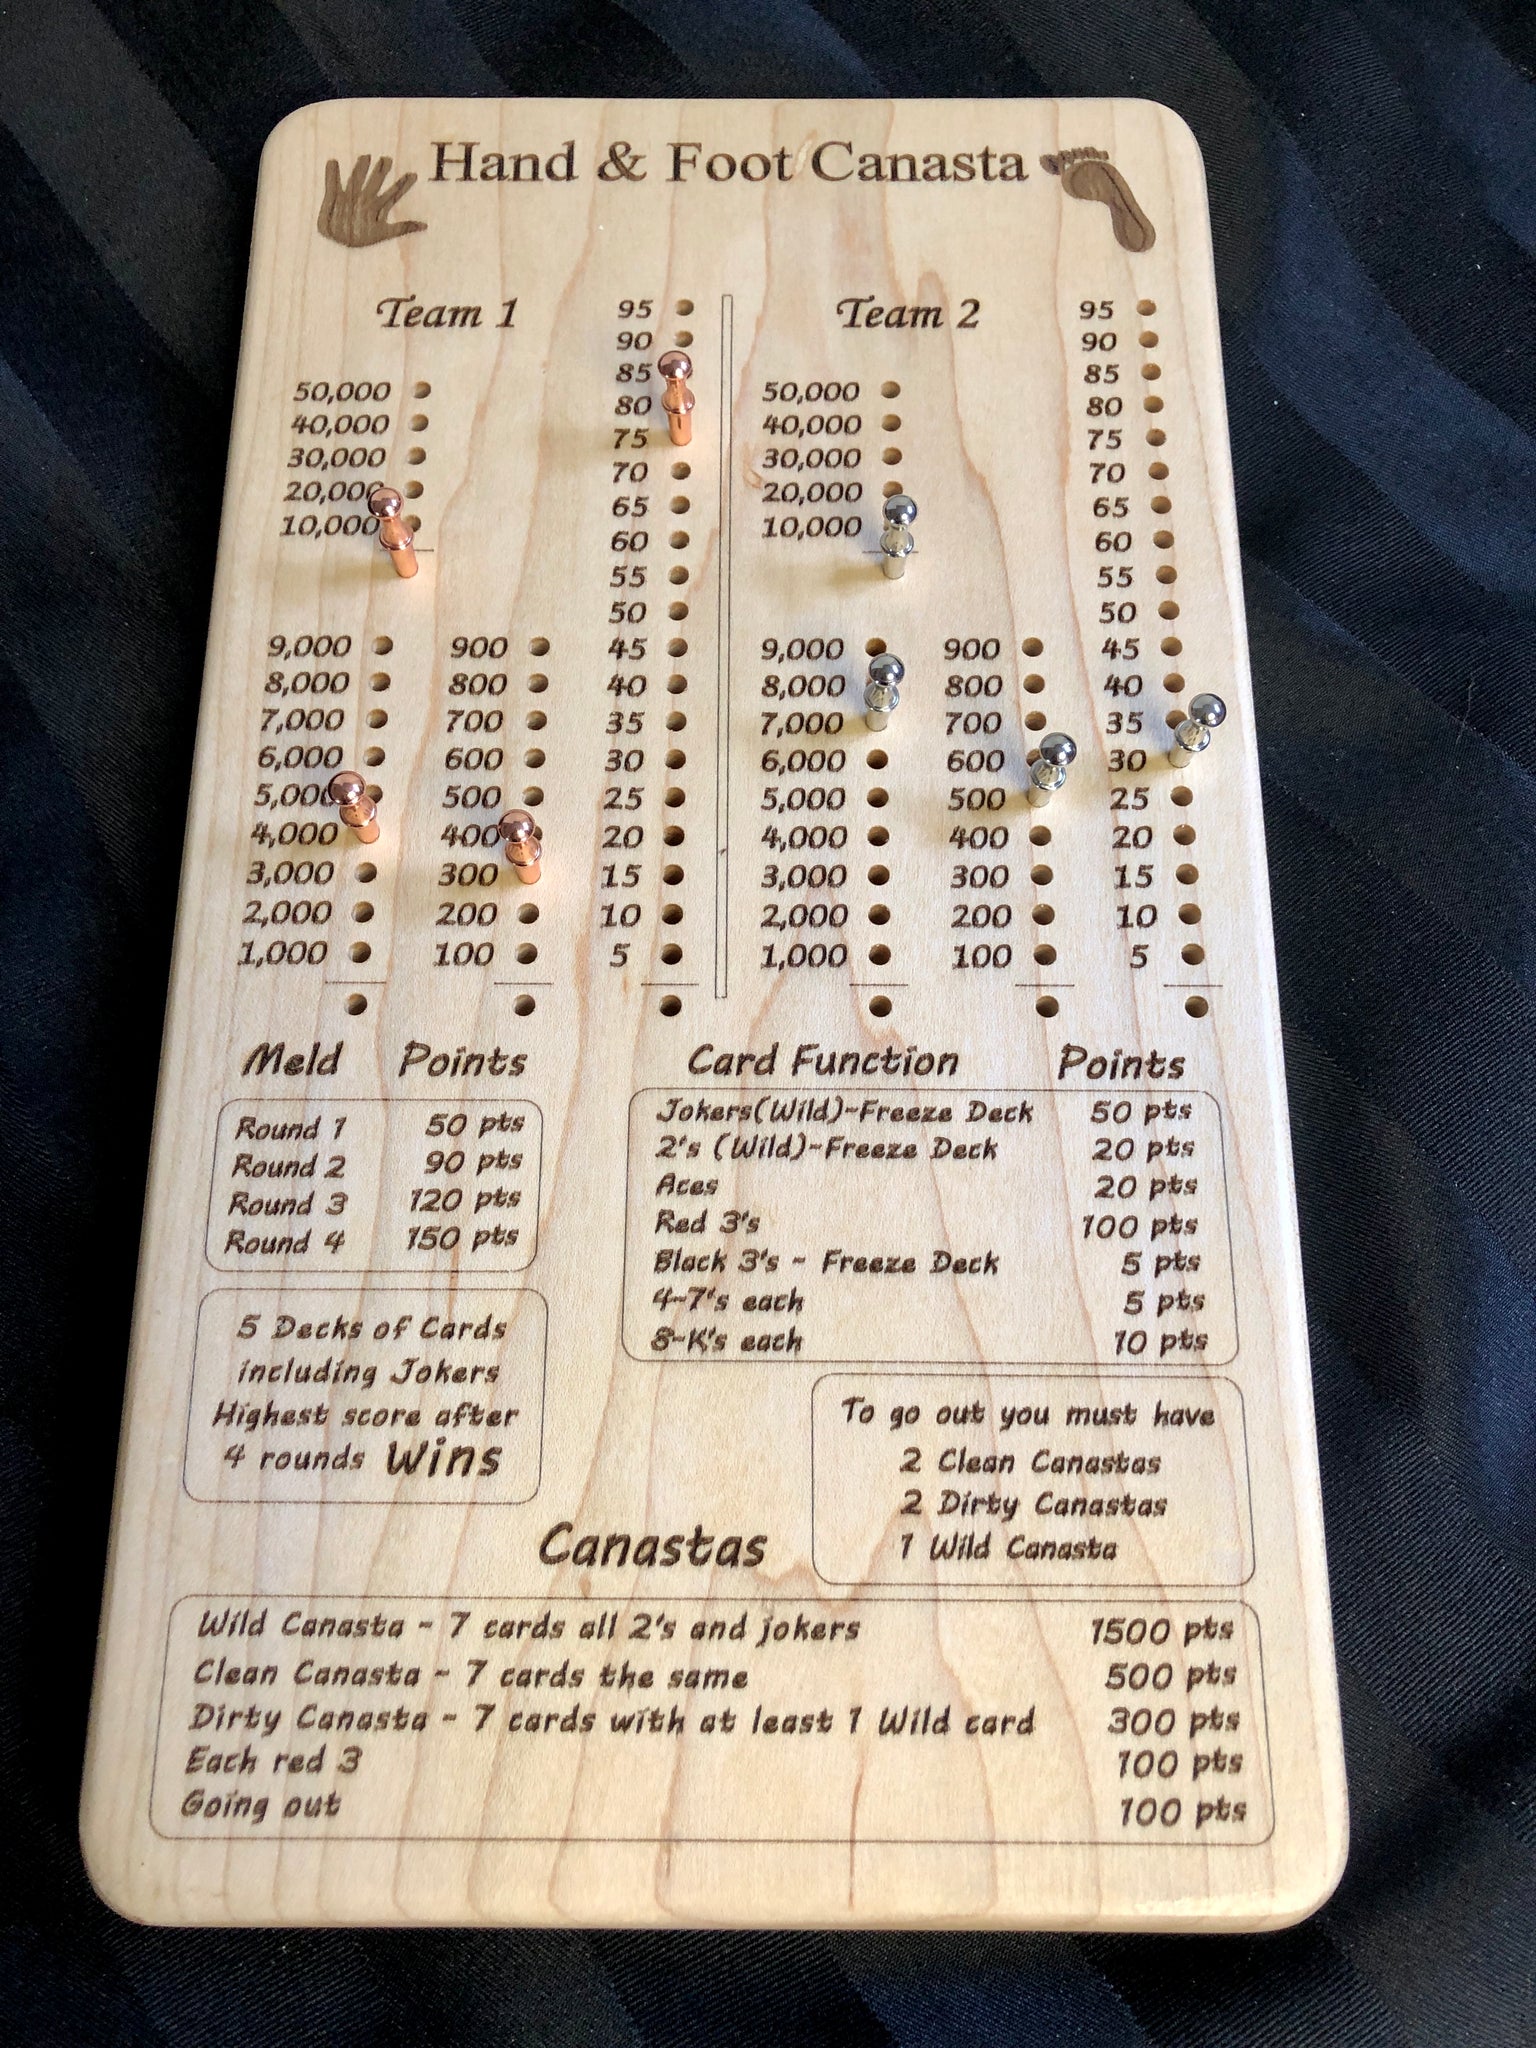 Hand & Foot Canasta
Team 1
50,000
40,000
30,000
20,000
10,000
9,000
8,000
7,000
6,000
5,000
4,000
3,000
2,000
1,000
900
800
700
600
500
400
300
200
100
95
90
85
80
75
70
65
60
55
50
45
40
35
30
25
20
15
10
5
Team 2
50,000
40,000
30,000
20,000
10,000
9,000
8,000
7,000
6,000
5,000
4,000
3,000
2,000
1,000
900
800
700
600
500
400
300
200
100
95
90
85
80
75
70
65
60
55
50
45
40
35
30
25
20
15
10
5
Meld Points
Round 1 50 pts
Round 2 90 pts
Round 3 120 pts
Round 4 150 pts
5 Decks of Cards
including Jokers
Highest score after
4 rounds Wins
Card Function Points
Jokers(Wild)-Freeze Deck 50 pts
2's (Wild)-Freeze Deck 20 pts
Aces 20 pts
Red 3's 100 pts
Black 3's - Freeze Deck 5 pts
4-7's each 5 pts
8-K's each 10 pts
To go out you must have
2 Clean Canastas
2 Dirty Canastas
1 Wild Canasta
Canastas
Wild Canasta - 7 cards all 2's and jokers 1500 pts
Clean Canasta - 7 cards the same 500 pts
Dirty Canasta - 7 cards with at least 1 Wild card 300 pts
Each red 3 100 pts
Going out 100 pts